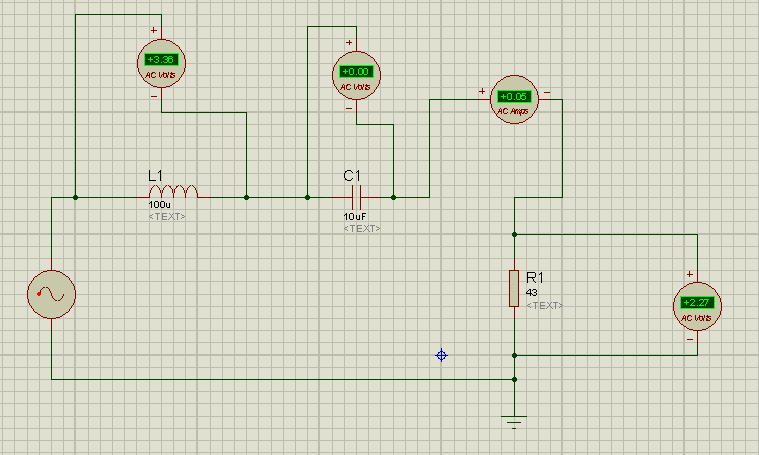 +3.36
AC Volts
+0.00
AC Volts
+0.05
AC Amps
L1
100u
<TEXT>
C1
10uF
<TEXT>
R1
43
<TEXT>
+2.27
AC Volts